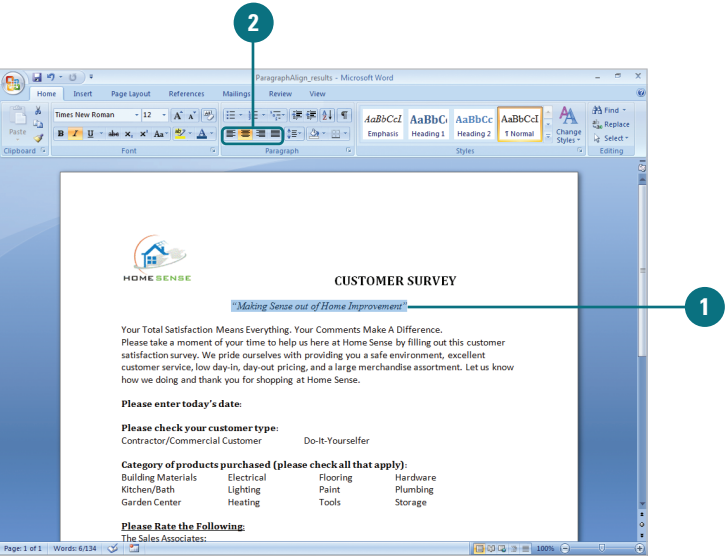 2
ParagraphAlign_results - Microsoft Word
Home Insert Page Layout References Mailings Review View
Paste
Clipboard
Times New Roman 12
B I U abc x₂ x² Aa A
Font
Paragraph
AaBbCcI AaBbC AaBbCc AaBbCcI
Emphasis Heading 1 Heading 2 ¶ Normal
Change Styles
Styles
Find
Replace
Select
Editing
HOMESENSE
CUSTOMER SURVEY
“Making Sense out of Home Improvement”
1
Your Total Satisfaction Means Everything. Your Comments Make A Difference.
Please take a moment of your time to help us here at Home Sense by filling out this customer
satisfaction survey. We pride ourselves with providing you a safe environment, excellent
customer service, low day-in, day-out pricing, and a large merchandise assortment. Let us know
how we doing and thank you for shopping at Home Sense.
Please enter today's date:
Please check your customer type:
Contractor/Commercial Customer Do-It-Yourselfer
Category of products purchased (please check all that apply):
Building Materials Electrical Flooring Hardware
Kitchen/Bath Lighting Paint Plumbing
Garden Center Heating Tools Storage
Please Rate the Following:
The Sales Associates:
Page: 1 of 1 Words: 6/134 100%